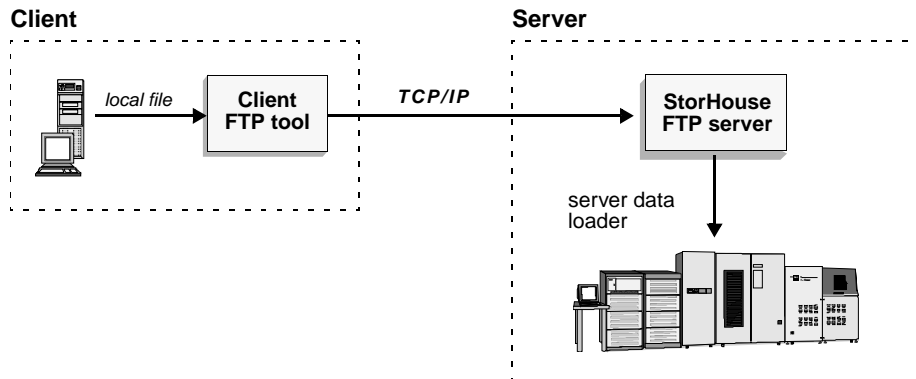 Client
Server
local file
Client
FTP tool
TCP/IP
StorHouse
FTP server
server data
loader